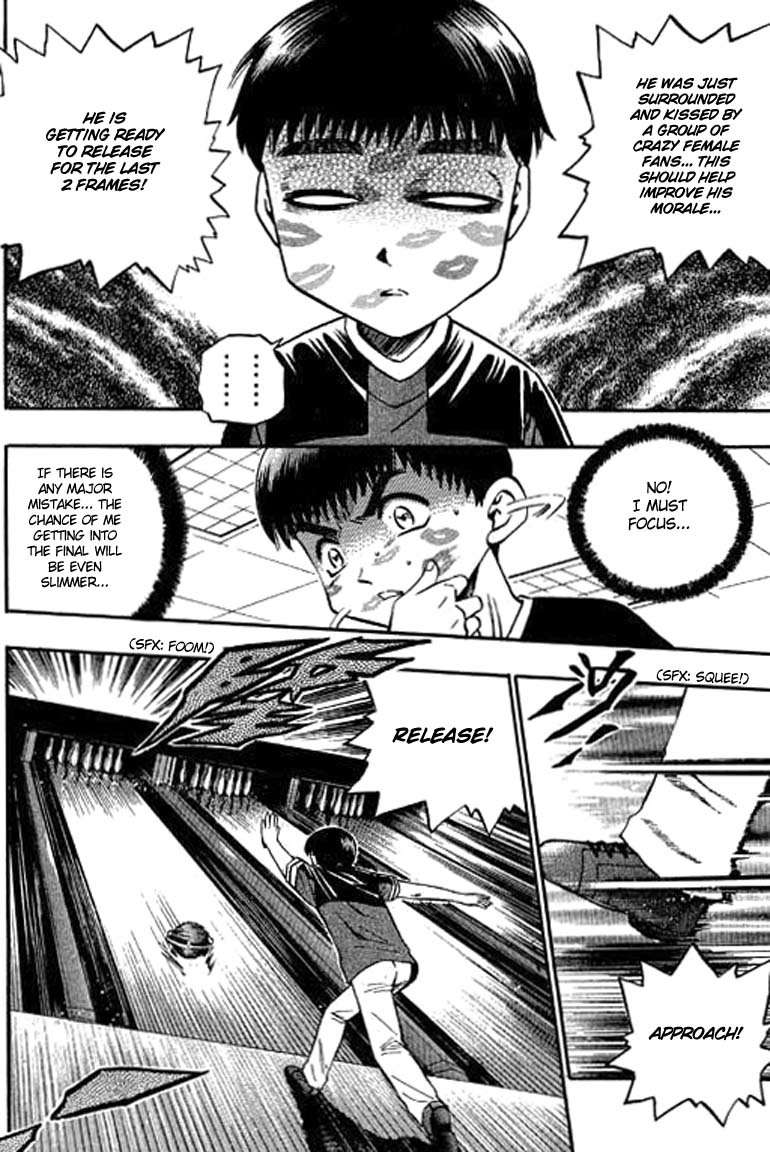 HE WAS JUST
SURROUNDED
AND KISSED BY
A GROUP OF
CRAZY FEMALE
FANS... THIS
SHOULD HELP
IMPROVE HIS
MORALE...
HE IS
GETTING READY
TO RELEASE
FOR THE LAST
2 FRAMES!
NO!
I MUST
FOCUS...
IF THERE IS
ANY MAJOR
MISTAKE... THE
CHANCE OF ME
GETTING INTO
THE FINAL WILL
BE EVEN
SLIMMER...
(SFX: SQUEE!)
APPROACH!
RELEASE!
(SFX: FOOM!)